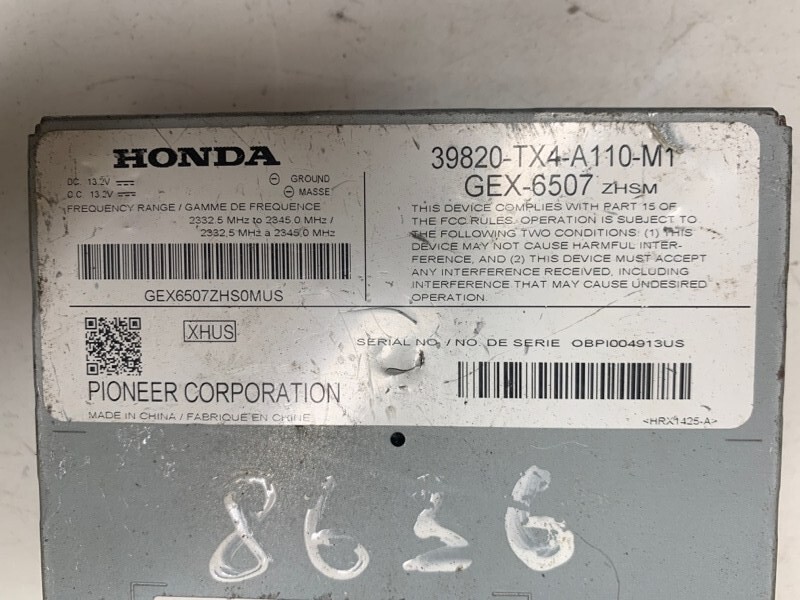 HONDA
DC. 13.2V
D.C. 13.2V
GROUND
MASSE
FREQUENCY RANGE / GAMME DE FREQUENCE
2332.5 MHz to 2345.0 MHz /
2332.5 MHz a 2345.0 MHz
GEX6507ZHS0MUS
XHUS
PIONEER CORPORATION
MADE IN CHINA / FABRIQUE EN CHINE
39820-TX4-A110-M1
GEX-6507 ZHSM
THIS DEVICE COMPLIES WITH PART 15 OF
THE FCC RULES. OPERATION IS SUBJECT TO
THE FOLLOWING TWO CONDITIONS: (1) THIS
DEVICE MAY NOT CAUSE HARMFUL INTER-
FERENCE, AND (2) THIS DEVICE MUST ACCEPT
ANY INTERFERENCE RECEIVED, INCLUDING
INTERFERENCE THAT MAY CAUSE UNDESIRED
OPERATION.
SERIAL NO. / NO. DE SERIE OBPI004913US
<HRX1425-A>
8636